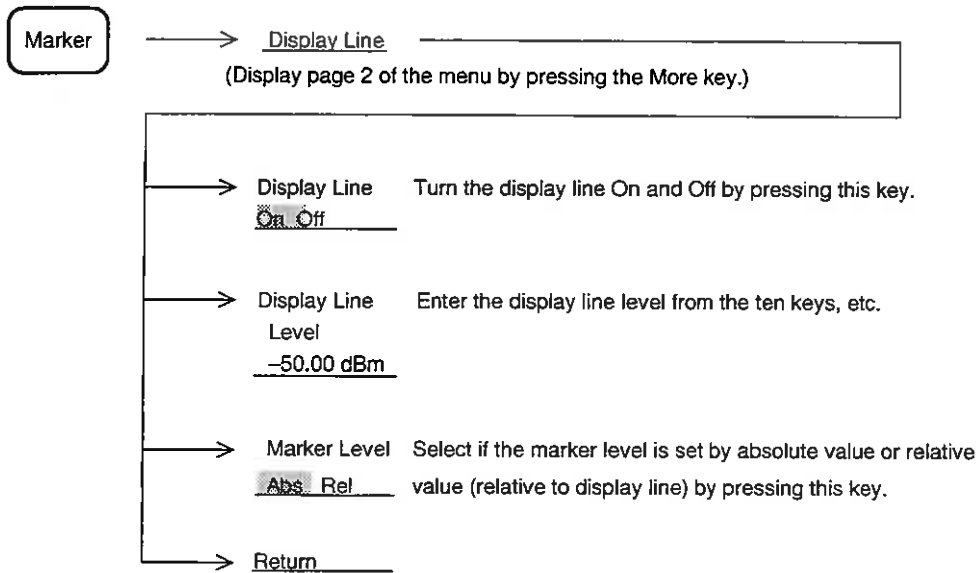 Marker
Display Line
(Display page 2 of the menu by pressing the More key.)
Display Line Turn the display line On and Off by pressing this key.
On Off
Display Line Enter the display line level from the ten keys, etc.
Level
–50.00 dBm
Marker Level Select if the marker level is set by absolute value or relative
Abs Rel value (relative to display line) by pressing this key.
Return